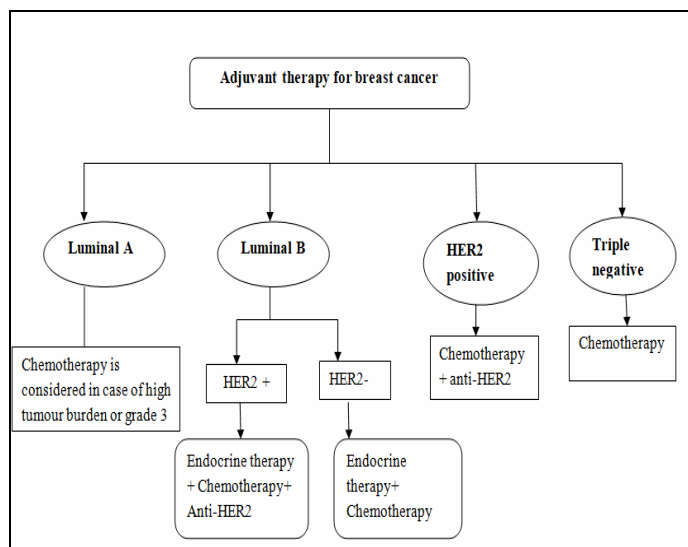 Adjuvant therapy for breast cancer
Luminal A
Luminal B
HER2
positive
Triple
negative
Chemotherapy is
considered in case of high
tumour burden or grade 3
HER2 +
HER2-
Chemotherapy
+ anti-HER2
Chemotherapy
Endocrine therapy
+ Chemotherapy+
Anti-HER2
Endocrine
therapy+
Chemotherapy